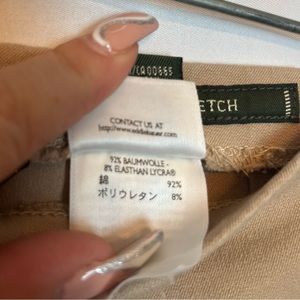 /CA00665
ETCH
CONTACT US AT
http://www.eddiebauer.com
92% BAUMWOLLE -
8% ELASTHAN LYCRA®
綿 92%
ポリウレタン 8%